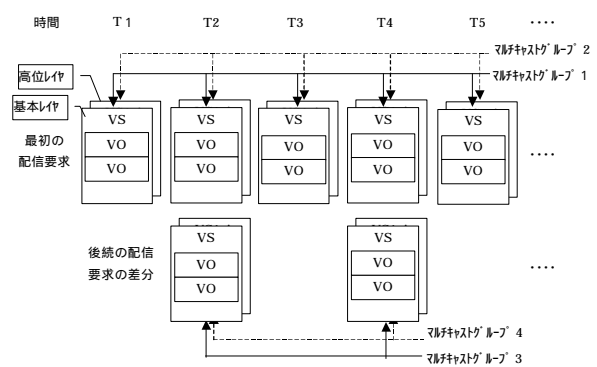 時間 T 1 T2 T3 T4 T5 ‥‥
マルチキャストグループ 2
高位レイヤ
マルチキャストグループ 1
基本レイヤ
VS VS VS VS VS
最初の
配信要求
VO VO VO VO VO
VO VO VO VO VO
‥‥
VS VS
後続の配信
要求の差分
VO VO
VO VO
‥‥
マルチキャストグループ 4
マルチキャストグループ 3